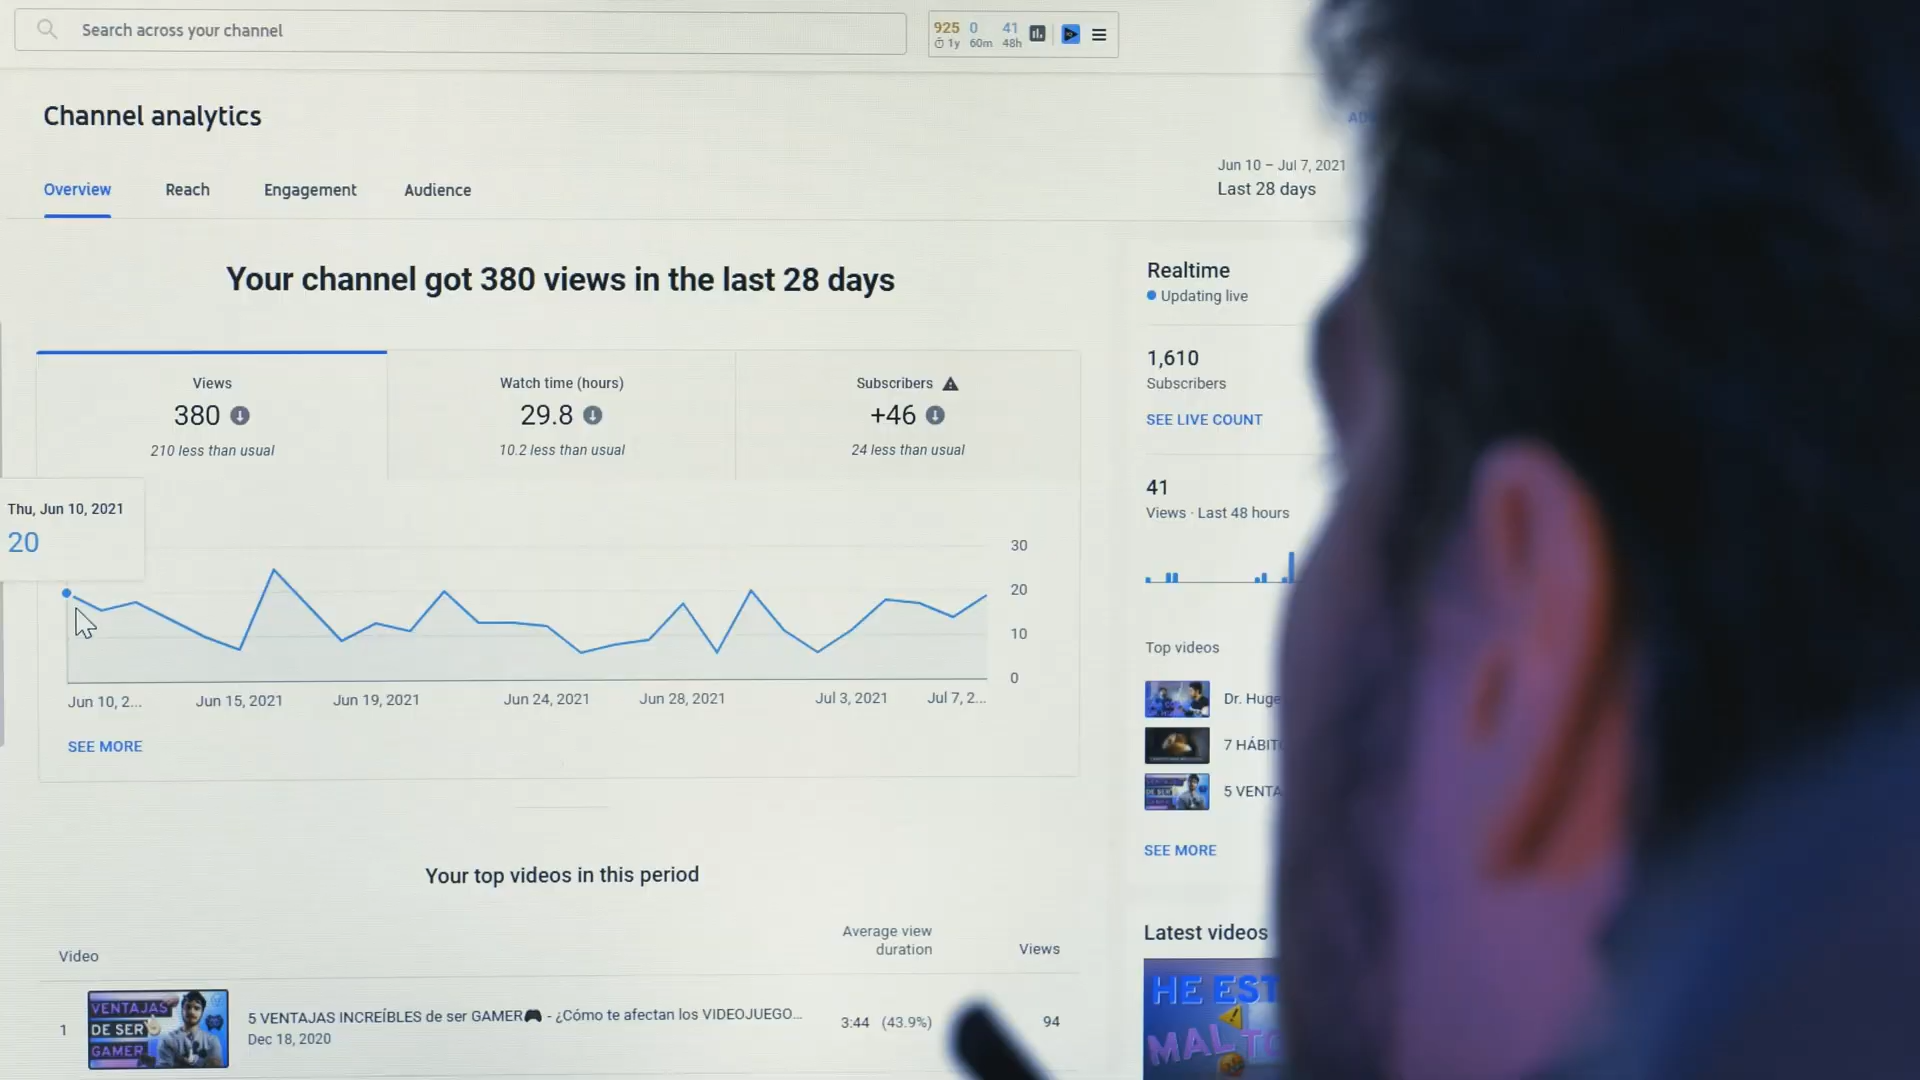 Search across your channel
925 0 41
1y 60m 48h
Channel analytics
Overview Reach Engagement Audience
Jun 10 – Jul 7, 2021
Last 28 days
Your channel got 380 views in the last 28 days
Views
380
210 less than usual
Watch time (hours)
29.8
10.2 less than usual
Subscribers
+46
24 less than usual
Thu, Jun 10, 2021
20
30
20
10
0
Jun 10, 2... Jun 15, 2021 Jun 19, 2021 Jun 24, 2021 Jun 28, 2021 Jul 3, 2021 Jul 7, 2...
SEE MORE
Your top videos in this period
Video Average view duration Views
1
VENTAJAS
DE SER
GAMER
5 VENTAJAS INCREÍBLES de ser GAMER🎮 - ¿Cómo te afectan los VIDEOJUEGO...
Dec 18, 2020
3:44 (43.9%) 94
Realtime
Updating live
1,610
Subscribers
SEE LIVE COUNT
41
Views · Last 48 hours
Top videos
Dr. Huge
7 HÁBITO
5 VENTA
SEE MORE
Latest videos
HE EST
MAL TO